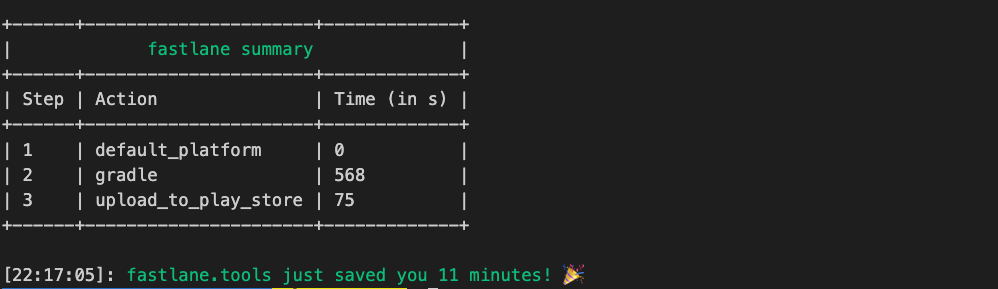 +------+----------------------+-------------+
|             fastlane summary              |
+------+----------------------+-------------+
| Step | Action               | Time (in s) |
+------+----------------------+-------------+
| 1    | default_platform     | 0           |
| 2    | gradle               | 568         |
| 3    | upload_to_play_store | 75          |
+------+----------------------+-------------+
[22:17:05]: fastlane.tools just saved you 11 minutes! 🎉